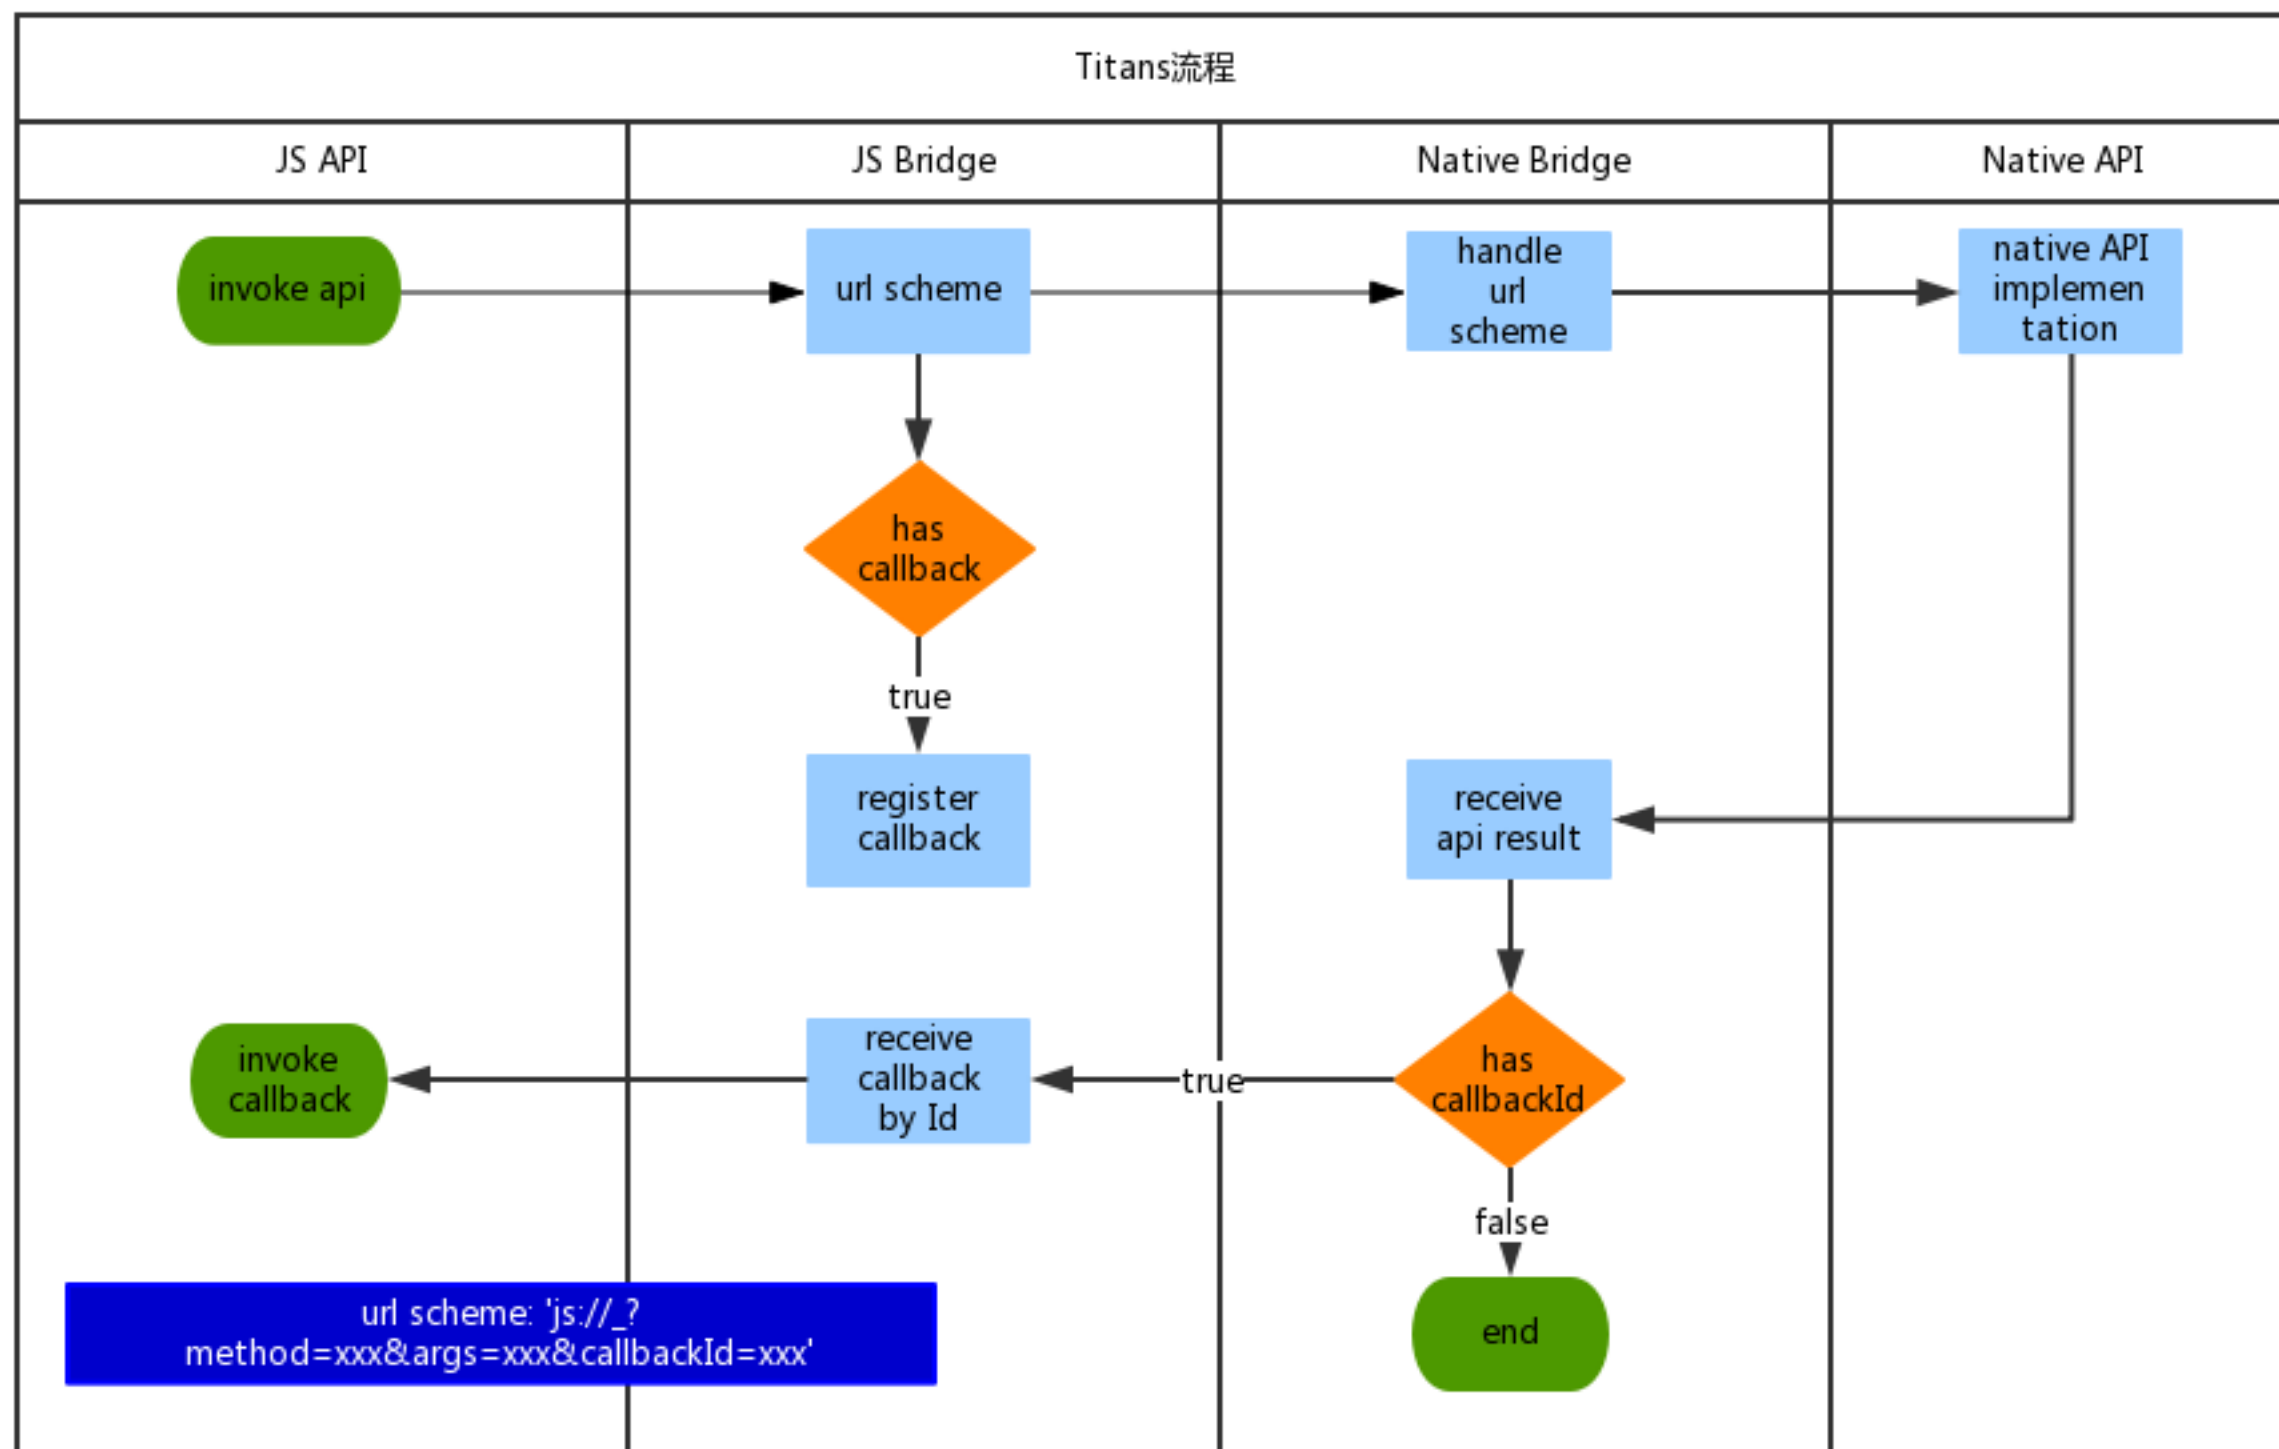 Titans流程
JS API
JS Bridge
Native Bridge
Native API
invoke api
url scheme
handle
url
scheme
native API
implemen
tation
has
callback
true
register
callback
receive
api result
invoke
callback
receive
callback
by Id
true
has
callbackId
false
end
url scheme: 'js://_?
method=xxx&args=xxx&callbackId=xxx'